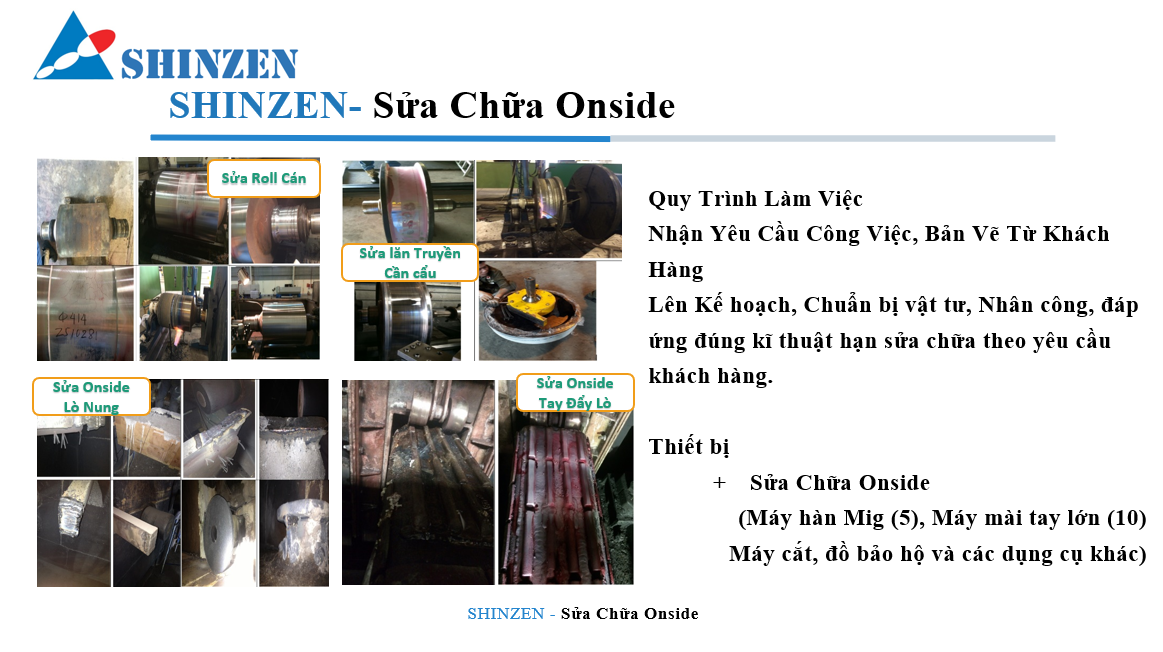 SHINZEN
SHINZEN- Sửa Chữa Onside
Sửa Roll Cán
Sửa lăn Truyền
Cần cẩu
Sửa Onside
Lò Nung
Sửa Onside
Tay Đẩy Lò
Quy Trình Làm Việc
Nhận Yêu Cầu Công Việc, Bản Vẽ Từ Khách
Hàng
Lên Kế hoạch, Chuẩn bị vật tư, Nhân công, đáp
ứng đúng kĩ thuật hạn sửa chữa theo yêu cầu
khách hàng.
Thiết bị
+ Sửa Chữa Onside
(Máy hàn Mig (5), Máy mài tay lớn (10)
Máy cắt, đồ bảo hộ và các dụng cụ khác)
SHINZEN - Sửa Chữa Onside